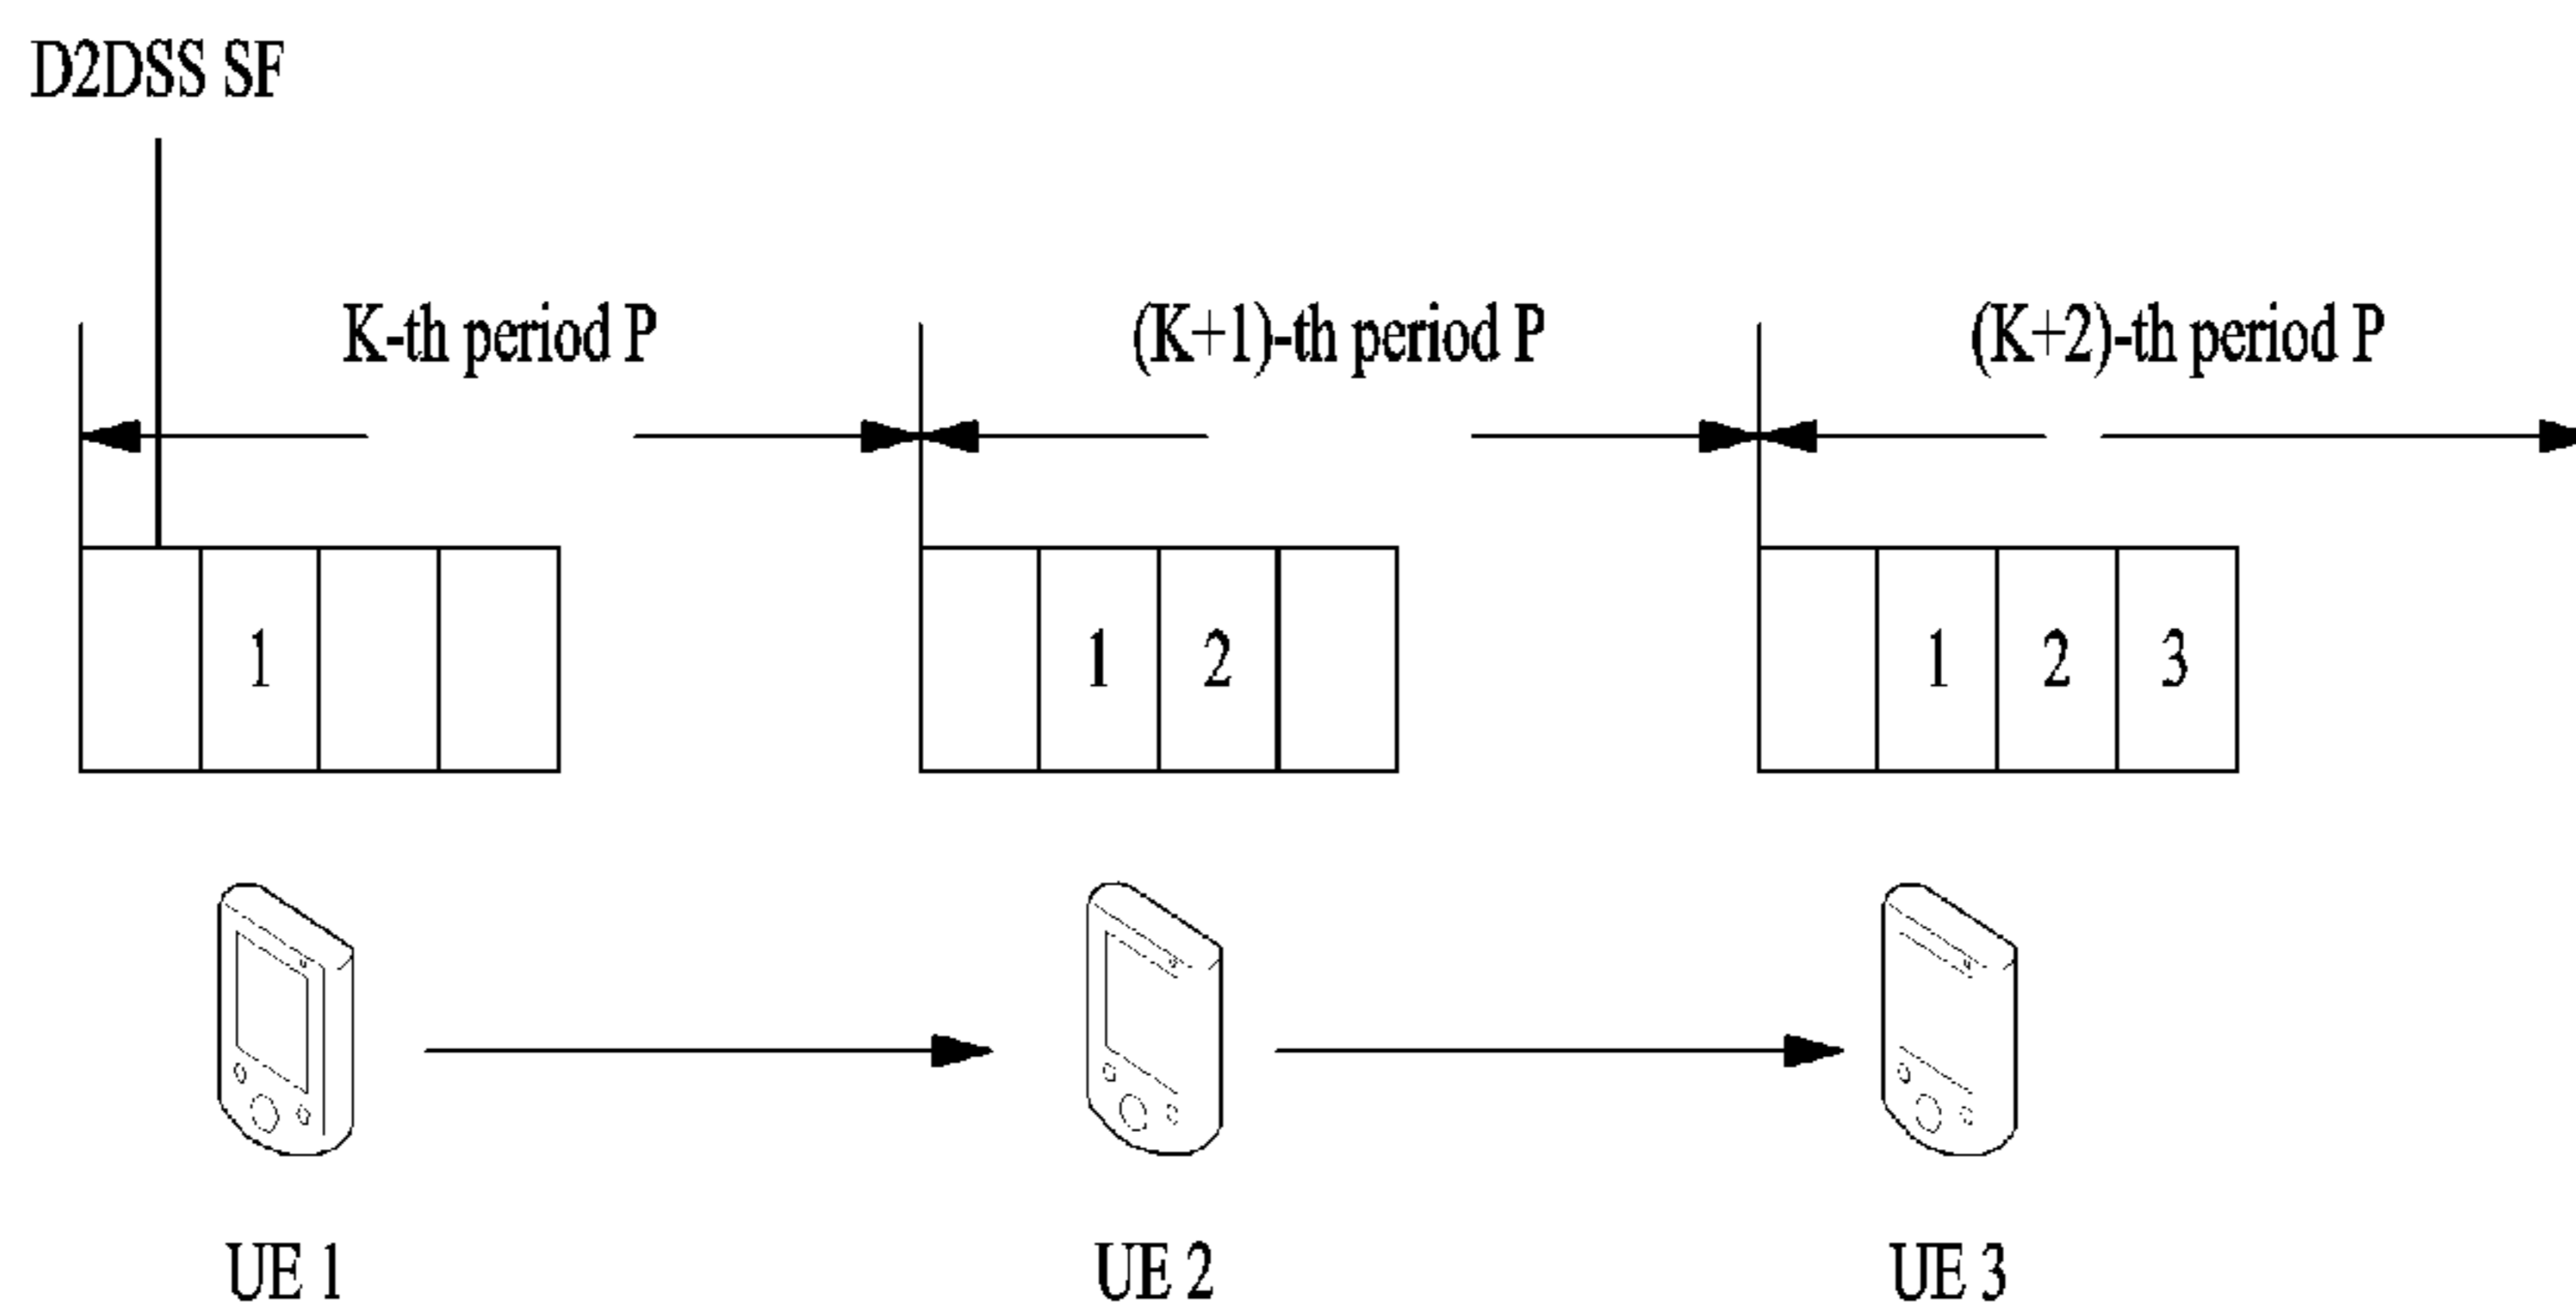 D2DSS SF
K-th period P (K+1)-th period P (K+2)-th period P
1 1 2 1 2 3
UE 1 UE 2 UE 3